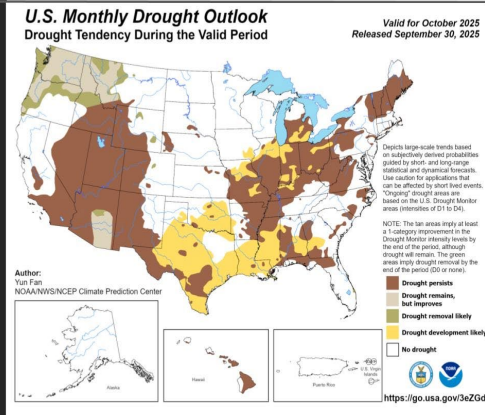 U.S. Monthly Drought Outlook
Drought Tendency During the Valid Period
Valid for October 2025
Released September 30, 2025
Depicts large-scale trends based
on subjectively derived probabilities
guided by short- and long-range
statistical and dynamical forecasts.
Use caution for applications that
can be affected by short lived events.
"Ongoing" drought areas are
based on the U.S. Drought Monitor
areas (intensities of D1 to D4).
NOTE: The tan areas imply at least
a 1-category improvement in the
Drought Monitor intensity levels by
the end of the period, although
drought will remain. The green
areas imply drought removal by the
end of the period (D0 or none).
Author:
Yun Fan
NOAA/NWS/NCEP Climate Prediction Center
Drought persists
Drought remains,
but improves
Drought removal likely
Drought development likely
No drought
Alaska
Hawaii
Puerto Rico
U.S. Virgin
Islands
NOAA
https://go.usa.gov/3eZGd